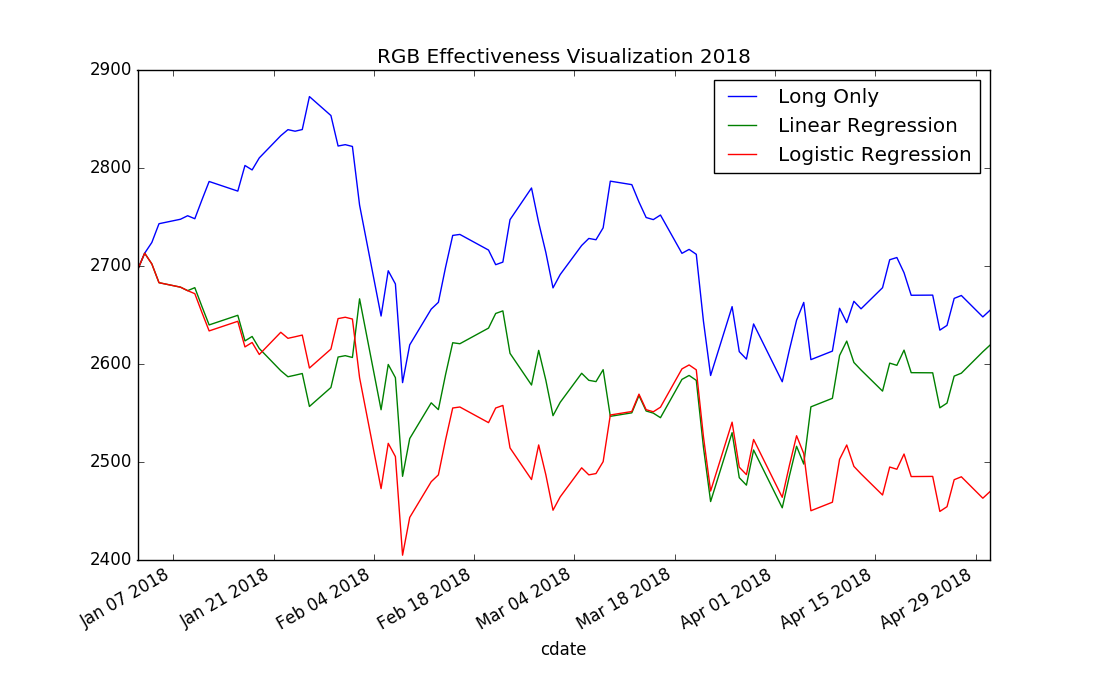 RGB Effectiveness Visualization 2018
2900
2800
2700
2600
2500
2400
Long Only
Linear Regression
Logistic Regression
Jan 07 2018
Jan 21 2018
Feb 04 2018
Feb 18 2018
Mar 04 2018
Mar 18 2018
Apr 01 2018
Apr 15 2018
Apr 29 2018
cdate